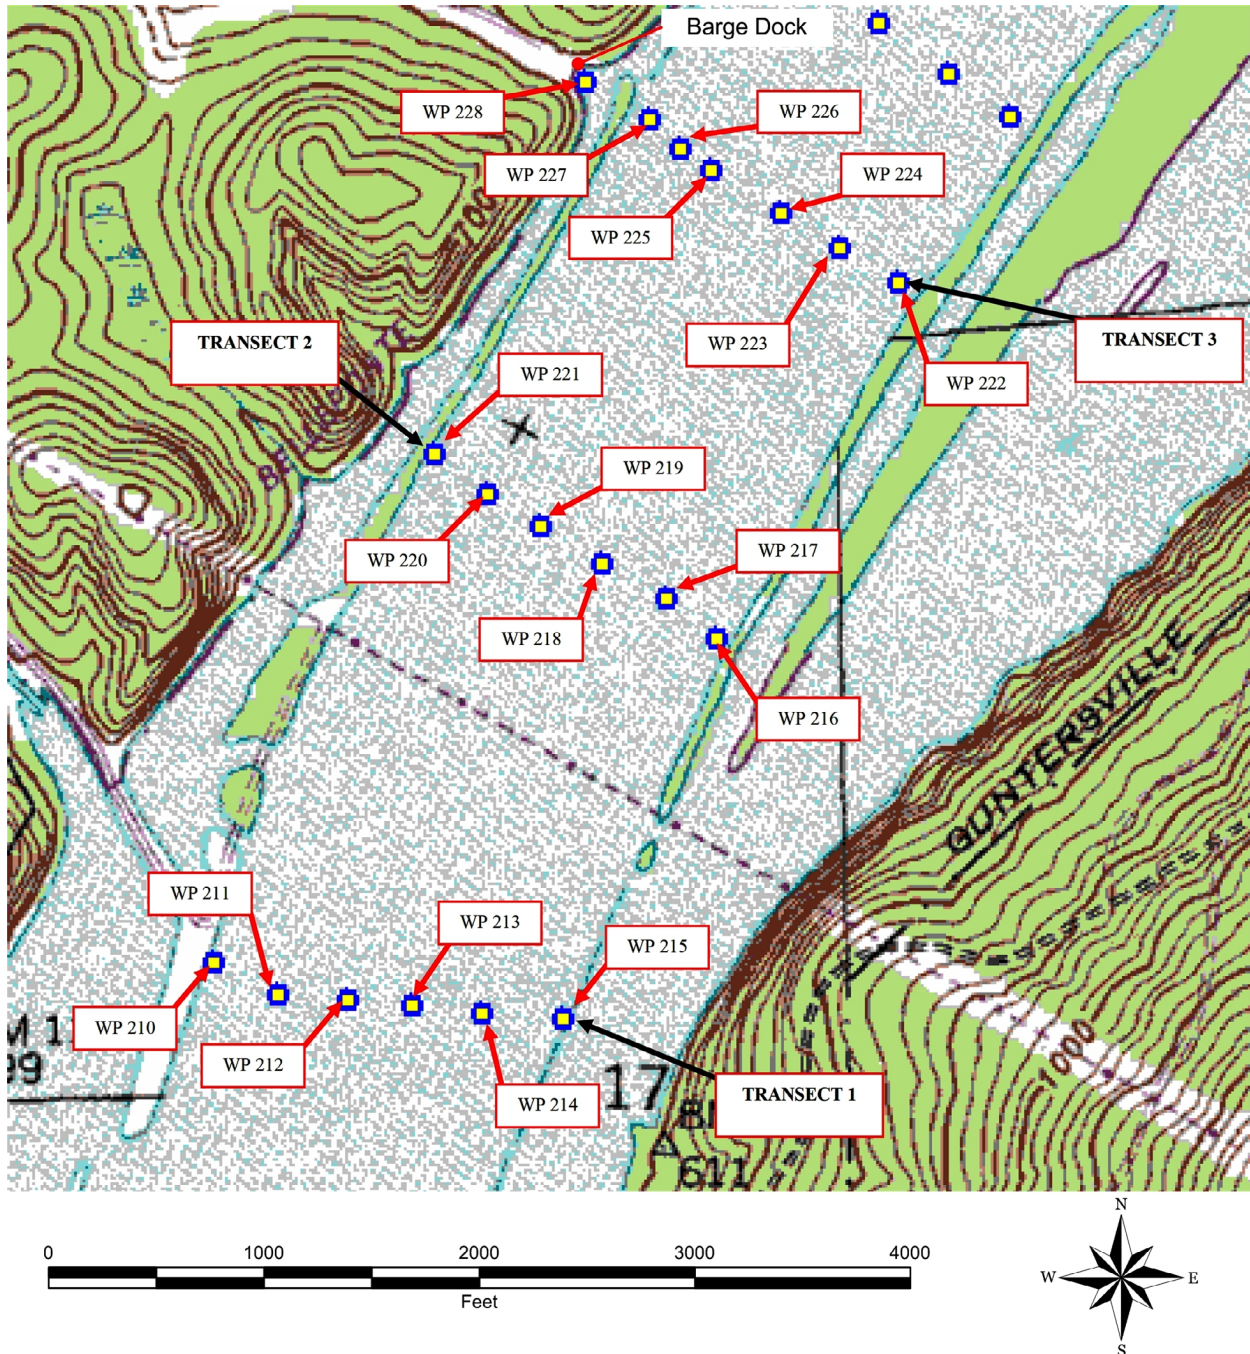 Barge Dock
WP 228
WP 226
WP 227
WP 224
WP 225
700
TRANSECT 2
WP 223
TRANSECT 3
WP 221
WP 222
WP 219
WP 220
WP 217
WP 218
WP 216
GUNTERSVILLE
WP 211
WP 213
WP 215
WP 210
WP 212
1000
17
TRANSECT 1
WP 214
611
N
W E
S
0 1000 2000 3000 4000
Feet